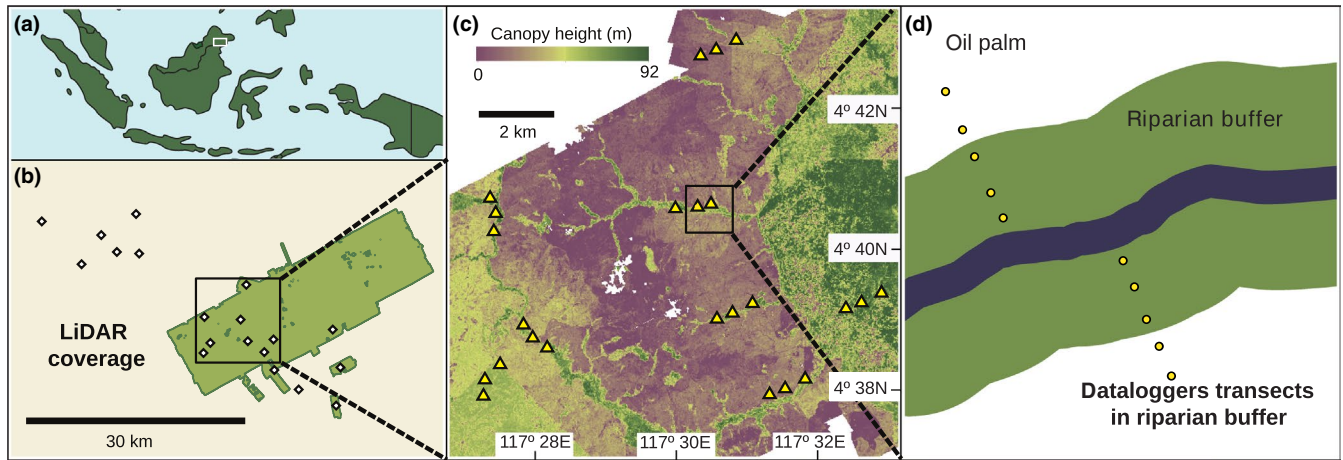 (a)
(b)
LiDAR
coverage
30 km
(c)
Canopy height (m)
0
92
2 km
4º 42N
4º 40N
4º 38N
117º 28E
117º 30E
117º 32E
(d)
Oil palm
Riparian buffer
Dataloggers transects
in riparian buffer